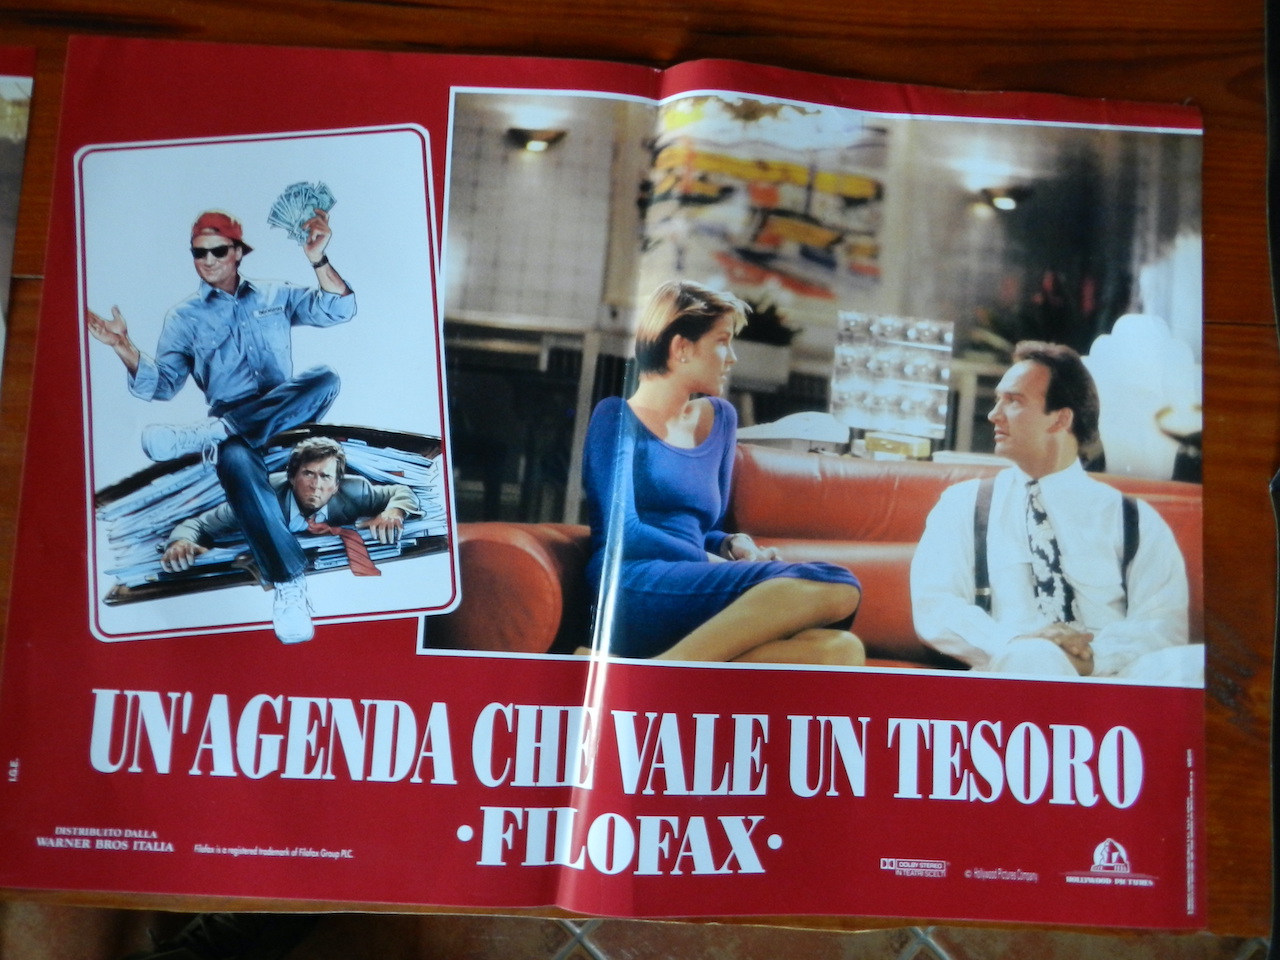 UN'AGENDA CHE VALE UN TESORO
•FILOFAX•
I.G.E.
DISTRIBUITO DALLA
WARNER BROS ITALIA
Filofax is a registered trademark of Filofax Group PLC.
DOLBY STEREO
IN TEATRI SCELTI
© Hollywood Pictures Company
HOLLYWOOD PICTURES